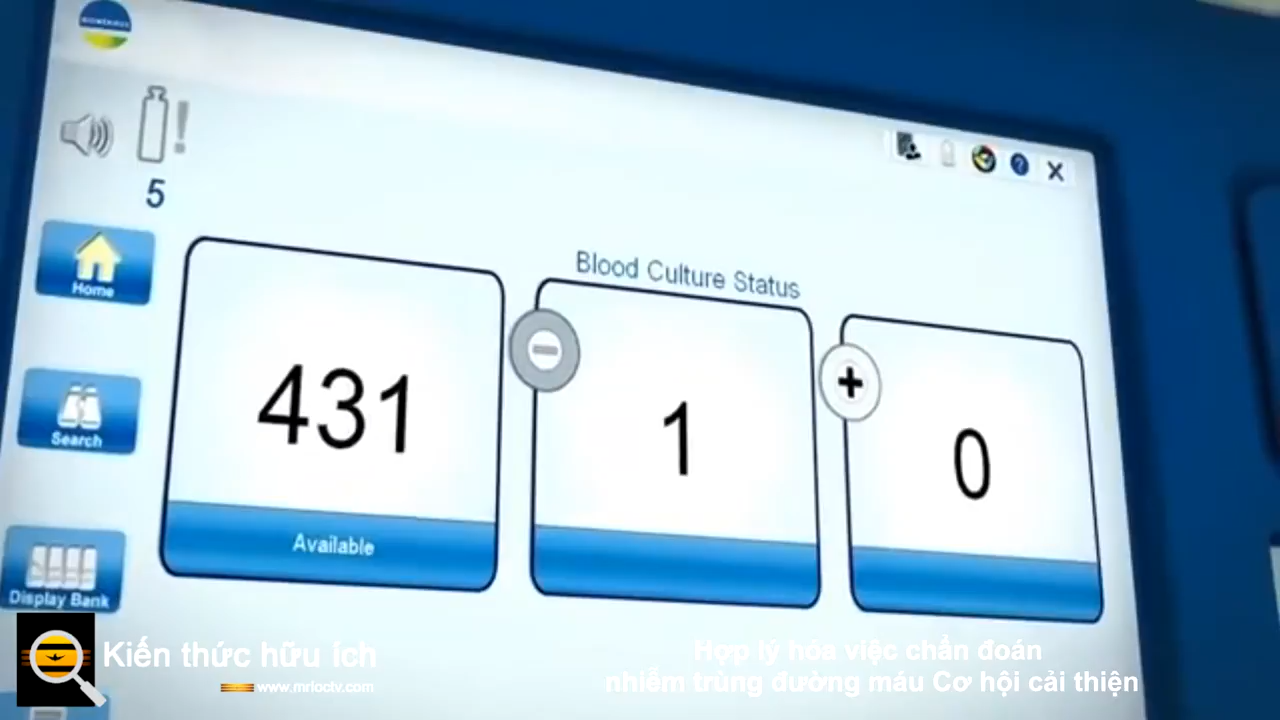 BIOMÉRIEUX
!
5
Home
Search
Display Bank
?
X
Blood Culture Status
431
Available
1
+
0
Kiến thức hữu ích
www.mrloctv.com
Hợp lý hóa việc chẩn đoán
nhiễm trùng đường máu Cơ hội cải thiện